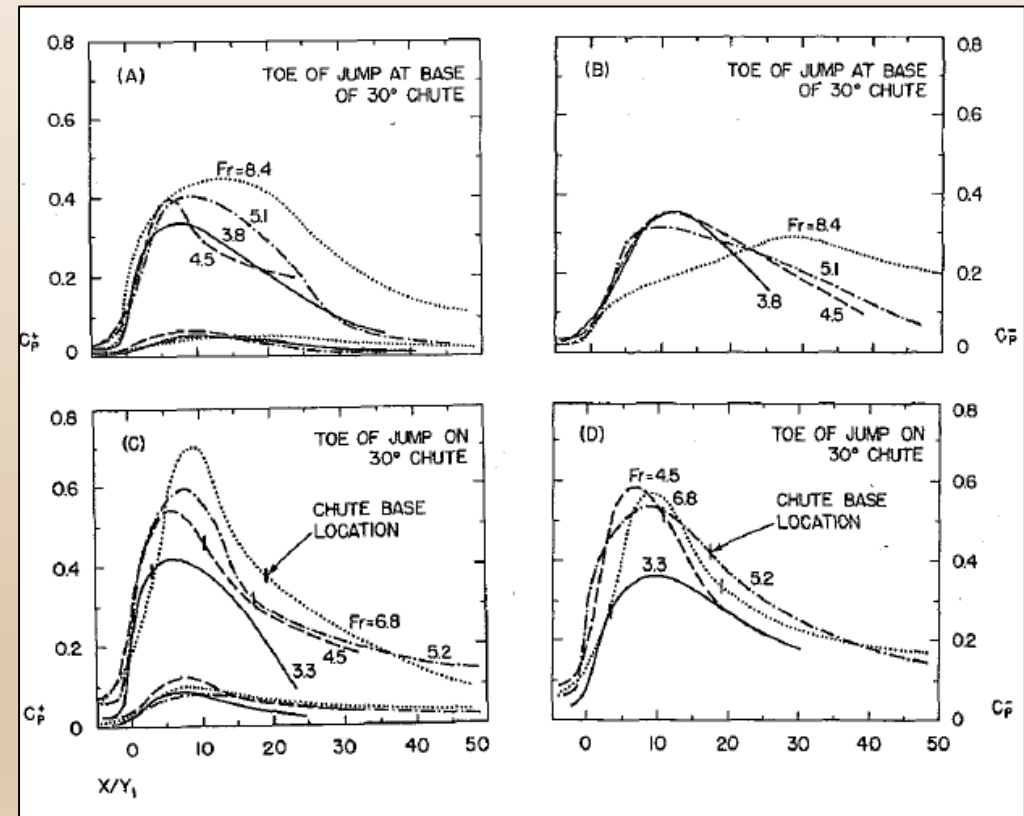 0.8
(A)
TOE OF JUMP AT BASE
OF 30° CHUTE
0.6
Fr=8.4
0.4
5.1
3.8
4.5
0.2
C⁺P
0
(B)
TOE OF JUMP AT BASE
OF 30° CHUTE
0.8
0.6
0.4
Fr=8.4
0.2
5.1
3.8
4.5
0
C⁻P
0.8
(C)
TOE OF JUMP ON
30° CHUTE
0.6
CHUTE BASE
LOCATION
0.4
Fr=6.8
0.2
4.5
5.2
3.3
C⁺P
0
0 10 20 30 40 50
X/Y₁
(D)
TOE OF JUMP ON
30° CHUTE
0.8
Fr=4.5
6.8
0.6
CHUTE BASE
LOCATION
0.4
3.3
5.2
0.2
0
C⁻P
0 10 20 30 40 50